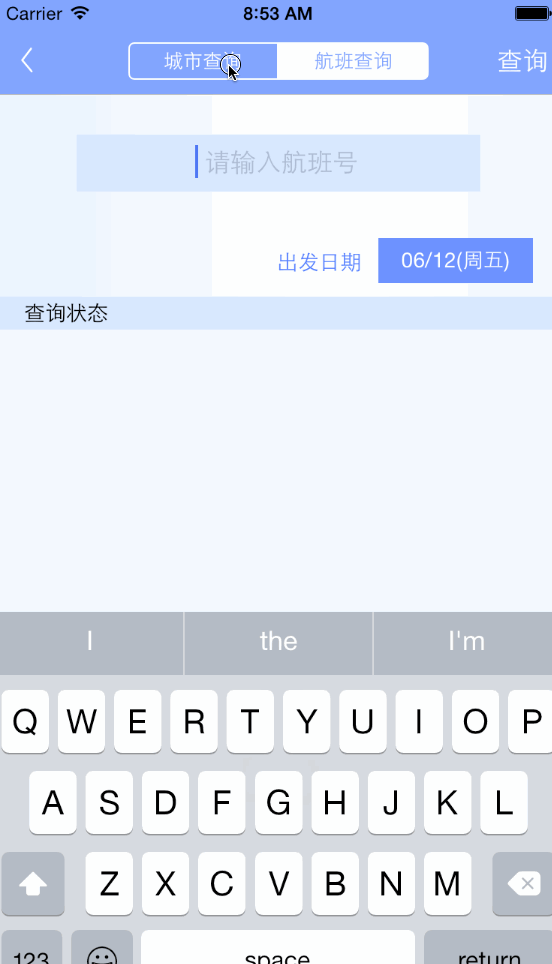 Carrier 8:53 AM
城市查询 航班查询 查询
请输入航班号
出发日期 06/12(周五)
查询状态
I the I'm
Q W E R T Y U I O P
A S D F G H J K L
Z X C V B N M
123 space return